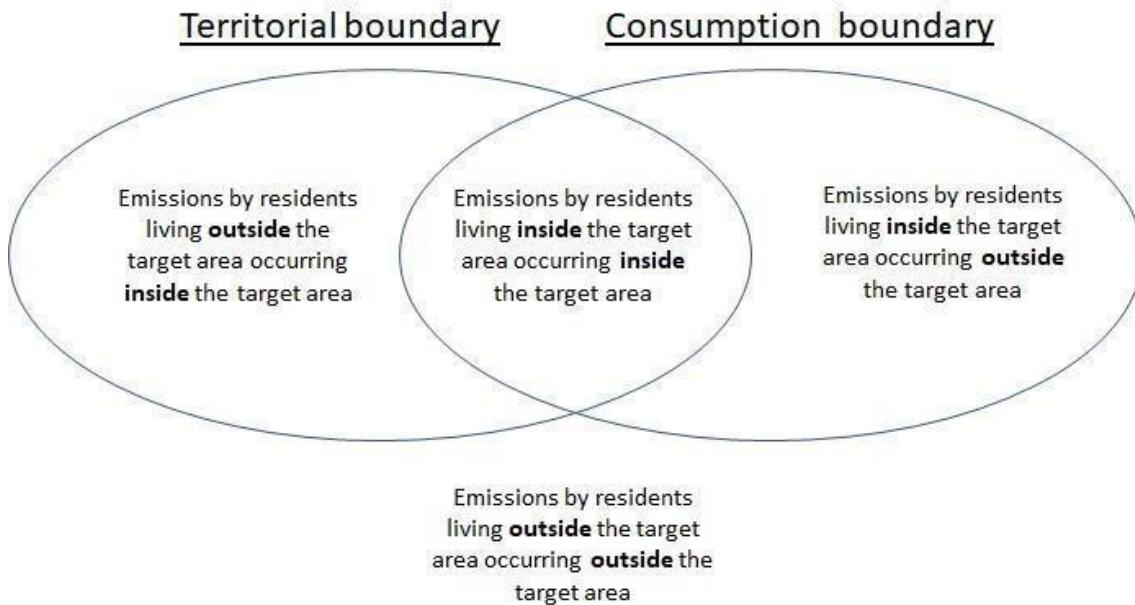 Territorial boundary
Consumption boundary
Emissions by residents
living outside the
target area occurring
inside the target area
Emissions by residents
living inside the target
area occurring inside
the target area
Emissions by residents
living inside the target
area occurring outside
the target area
Emissions by residents
living outside the target
area occurring outside the
target area